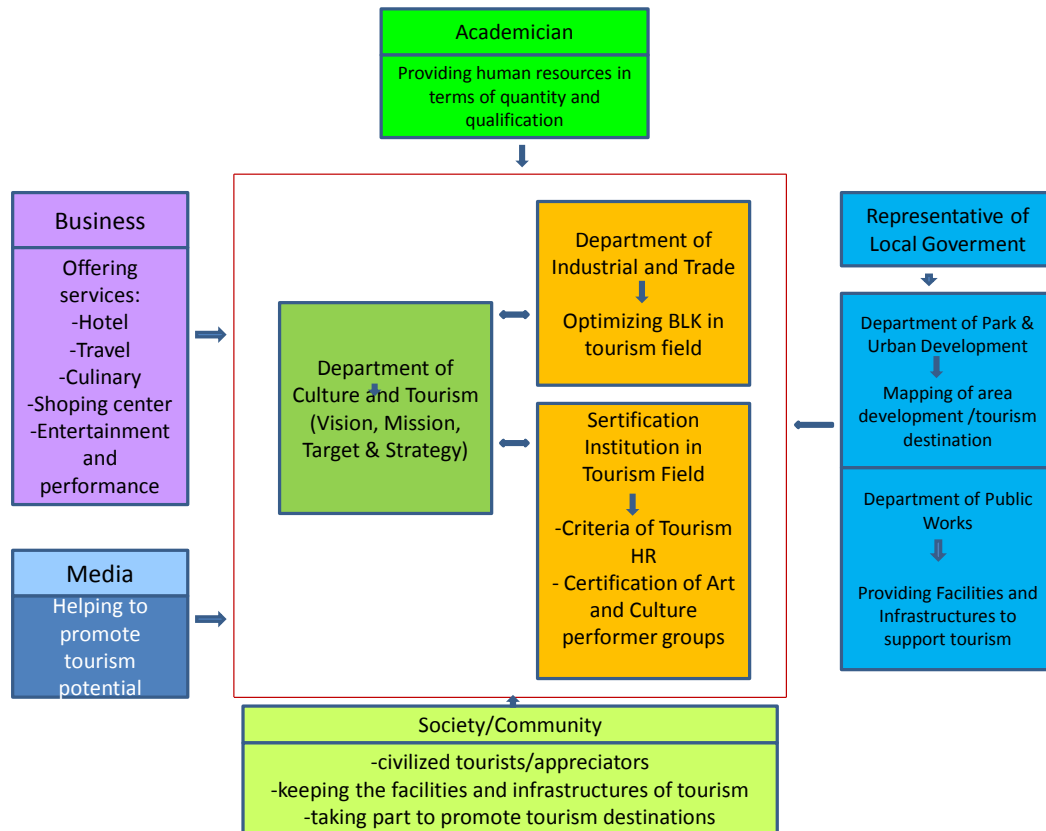 Academician
Providing human resources in
terms of quantity and
qualification
Business
Offering
services:
-Hotel
-Travel
-Culinary
-Shoping center
-Entertainment
and
performance
Media
Helping to
promote
tourism
potential
Department of
Culture and Tourism
(Vision, Mission,
Target & Strategy)
Department of
Industrial and Trade
Optimizing BLK in
tourism field
Sertification
Institution in
Tourism Field
-Criteria of Tourism
HR
- Certification of Art
and Culture
performer groups
Representative of
Local Goverment
Department of Park &
Urban Development
Mapping of area
development /tourism
destination
Department of Public
Works
Providing Facilities and
Infrastructures to
support tourism
Society/Community
-civilized tourists/appreciators
-keeping the facilities and infrastructures of tourism
-taking part to promote tourism destinations